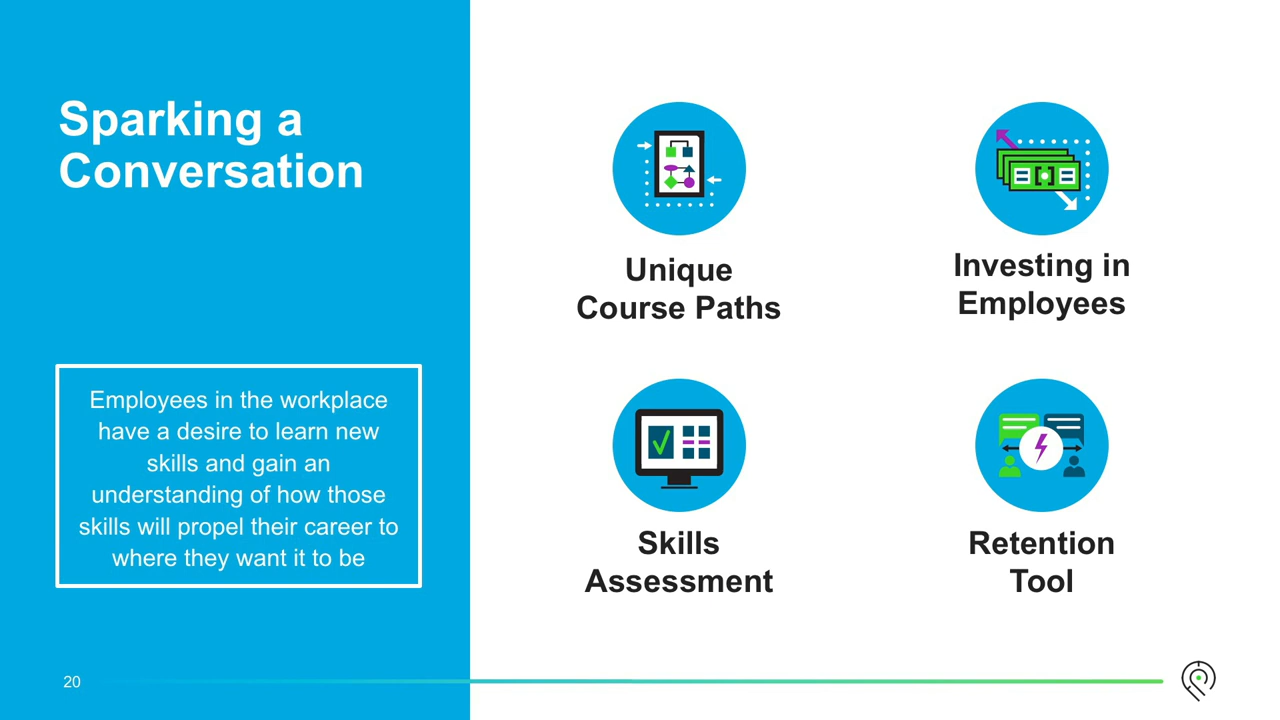 Sparking a
Conversation
Employees in the workplace
have a desire to learn new
skills and gain an
understanding of how those
skills will propel their career to
where they want it to be
Unique
Course Paths
Investing in
Employees
Skills
Assessment
Retention
Tool
20